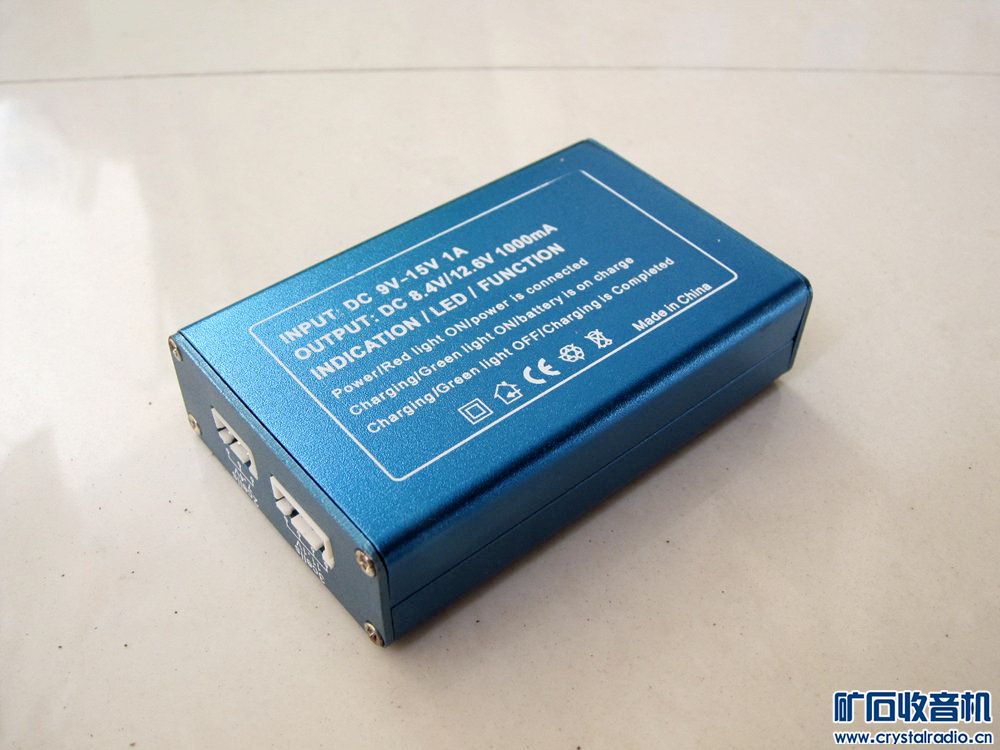 INPUT: DC 9V-15V 1A
OUTPUT: DC 8.4V/12.6V 1000mA
INDICATION / LED / FUNCTION
Power/Red light ON/power is connected
Charging/Green light ON/battery is on charge
Charging/Green light OFF/Charging is Completed
CE
Made in China
矿石收音机
www.crystalradio.cn